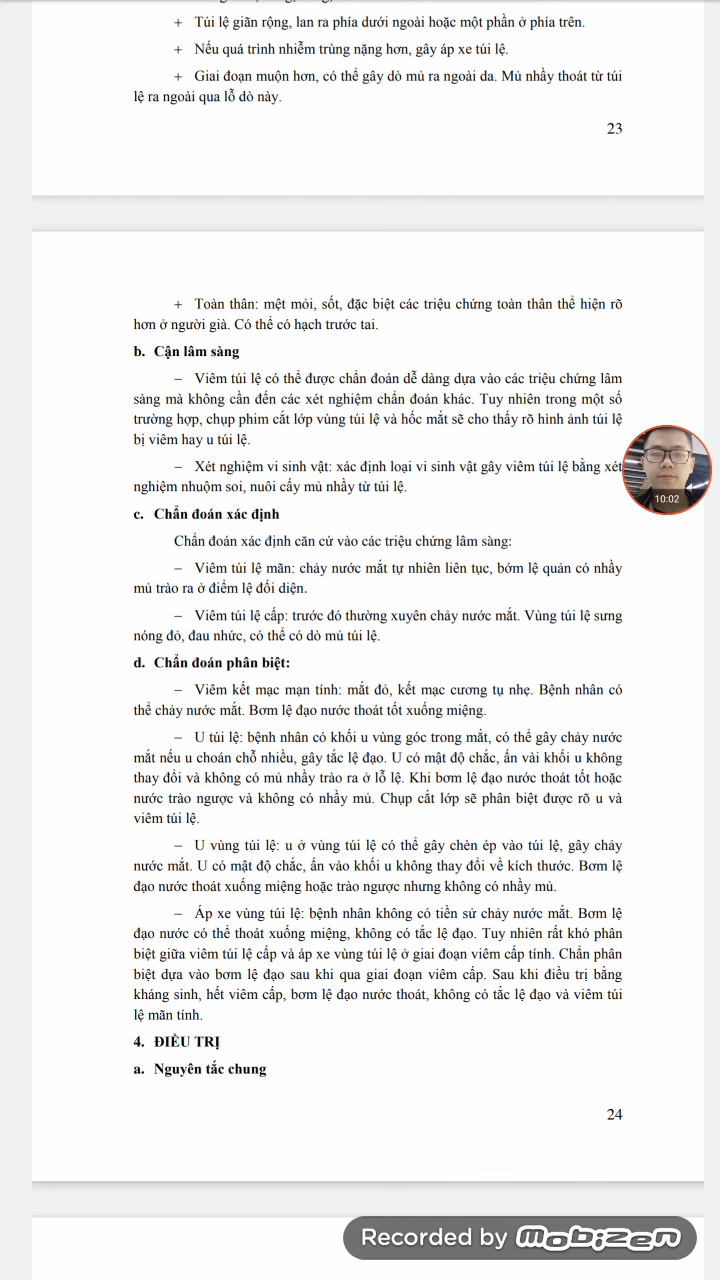 + Túi lệ giãn rộng, lan ra phía dưới ngoài hoặc một phần ở phía trên.
+ Nếu quá trình nhiễm trùng nặng hơn, gây áp xe túi lệ.
+ Giai đoạn muộn hơn, có thể gây dò mủ ra ngoài da. Mủ nhầy thoát từ túi
lệ ra ngoài qua lỗ dò này.
23
+ Toàn thân: mệt mỏi, sốt, đặc biệt các triệu chứng toàn thân thể hiện rõ
hơn ở người già. Có thể có hạch trước tai.
b. Cận lâm sàng
– Viêm túi lệ có thể được chẩn đoán dễ dàng dựa vào các triệu chứng lâm
sàng mà không cần đến các xét nghiệm chẩn đoán khác. Tuy nhiên trong một số
trường hợp, chụp phim cắt lớp vùng túi lệ và hốc mắt sẽ cho thấy rõ hình ảnh túi lệ
bị viêm hay u túi lệ.
– Xét nghiệm vi sinh vật: xác định loại vi sinh vật gây viêm túi lệ bằng xét
nghiệm nhuộm soi, nuôi cấy mủ nhầy từ túi lệ.
10:02
c. Chẩn đoán xác định
Chẩn đoán xác định căn cứ vào các triệu chứng lâm sàng:
– Viêm túi lệ mãn: chảy nước mắt tự nhiên liên tục, bớm lệ quản có nhầy
mủ trào ra ở điểm lệ đối diện.
– Viêm túi lệ cấp: trước đó thường xuyên chảy nước mắt. Vùng túi lệ sưng
nóng đỏ, đau nhức, có thể có dò mủ túi lệ.
d. Chẩn đoán phân biệt:
– Viêm kết mạc mạn tính: mắt đỏ, kết mạc cương tụ nhẹ. Bệnh nhân có
thể chảy nước mắt. Bơm lệ đạo nước thoát tốt xuống miệng.
– U túi lệ: bệnh nhân có khối u vùng góc trong mắt, có thể gây chảy nước
mắt nếu u choán chỗ nhiều, gây tắc lệ đạo. U có mật độ chắc, ấn vài khối u không
thay đổi và không có mủ nhầy trào ra ở lỗ lệ. Khi bơm lệ đạo nước thoát tốt hoặc
nước trào ngược và không có nhầy mủ. Chụp cắt lớp sẽ phân biệt được rõ u và
viêm túi lệ.
– U vùng túi lệ: u ở vùng túi lệ có thể gây chèn ép vào túi lệ, gây chảy
nước mắt. U có mật độ chắc, ấn vào khối u không thay đổi về kích thước. Bơm lệ
đạo nước thoát xuống miệng hoặc trào ngược nhưng không có nhầy mủ.
– Áp xe vùng túi lệ: bệnh nhân không có tiền sử chảy nước mắt. Bơm lệ
đạo nước có thể thoát xuống miệng, không có tắc lệ đạo. Tuy nhiên rất khó phân
biệt giữa viêm túi lệ cấp và áp xe vùng túi lệ ở giai đoạn viêm cấp tính. Chẩn phân
biệt dựa vào bơm lệ đạo sau khi qua giai đoạn viêm cấp. Sau khi điều trị bằng
kháng sinh, hết viêm cấp, bơm lệ đạo nước thoát, không có tắc lệ đạo và viêm túi
lệ mãn tính.
4. ĐIỀU TRỊ
a. Nguyên tắc chung
24
Recorded by mobizen